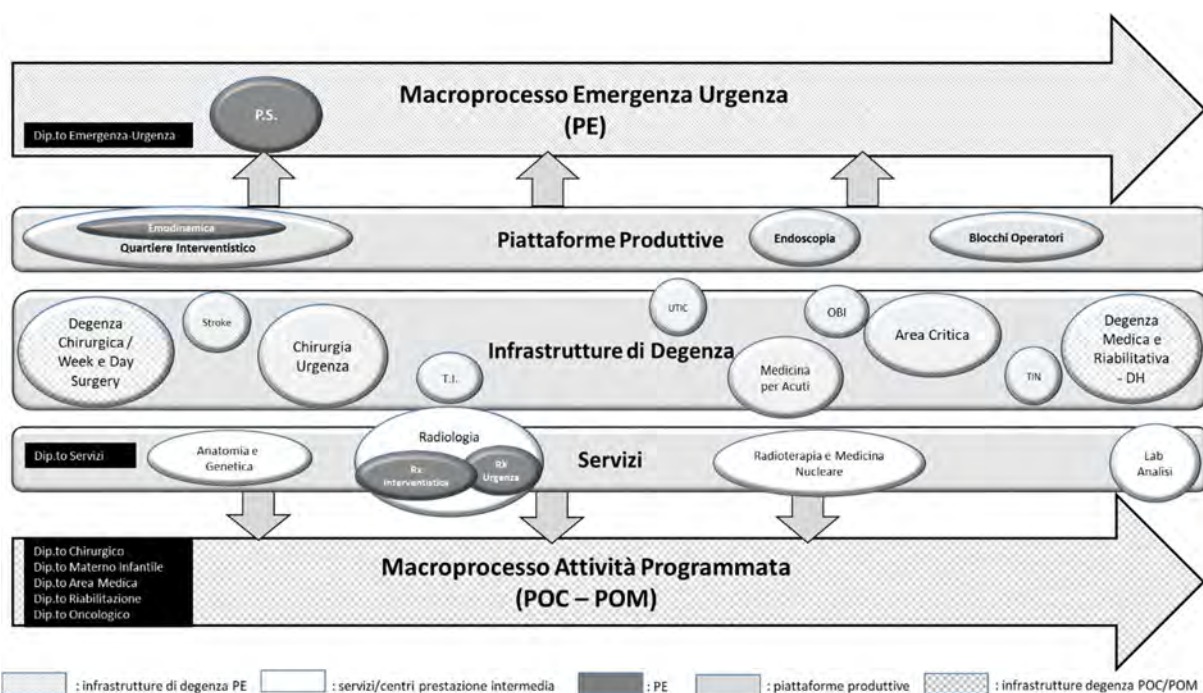 Macroprocesso Emergenza Urgenza
(PE)
P.S.
Dip.to Emergenza-Urgenza
Emodinamica
Quartiere Interventistico
Piattaforme Produttive
Endoscopia
Blocchi Operatori
Degenza
Chirurgica /
Week e Day
Surgery
Stroke
Chirurgia
Urgenza
T.I.
Infrastrutture di Degenza
UTIC
Medicina
per Acuti
OBI
Area Critica
TIN
Degenza
Medica e
Riabilitativa
- DH
Dip.to Servizi
Anatomia e
Genetica
Radiologia
Rx
Interventistica
RX
Urgenza
Servizi
Radioterapia e Medicina
Nucleare
Lab
Analisi
Dip.to Chirurgico
Dip.to Materno Infantile
Dip.to Area Medica
Dip.to Riabilitazione
Dip.to Oncologico
Macroprocesso Attività Programmata
(POC – POM)
: infrastrutture di degenza PE
: servizi/centri prestazione intermedia
: PE
: piattaforme produttive
: infrastrutture degenza POC/POM